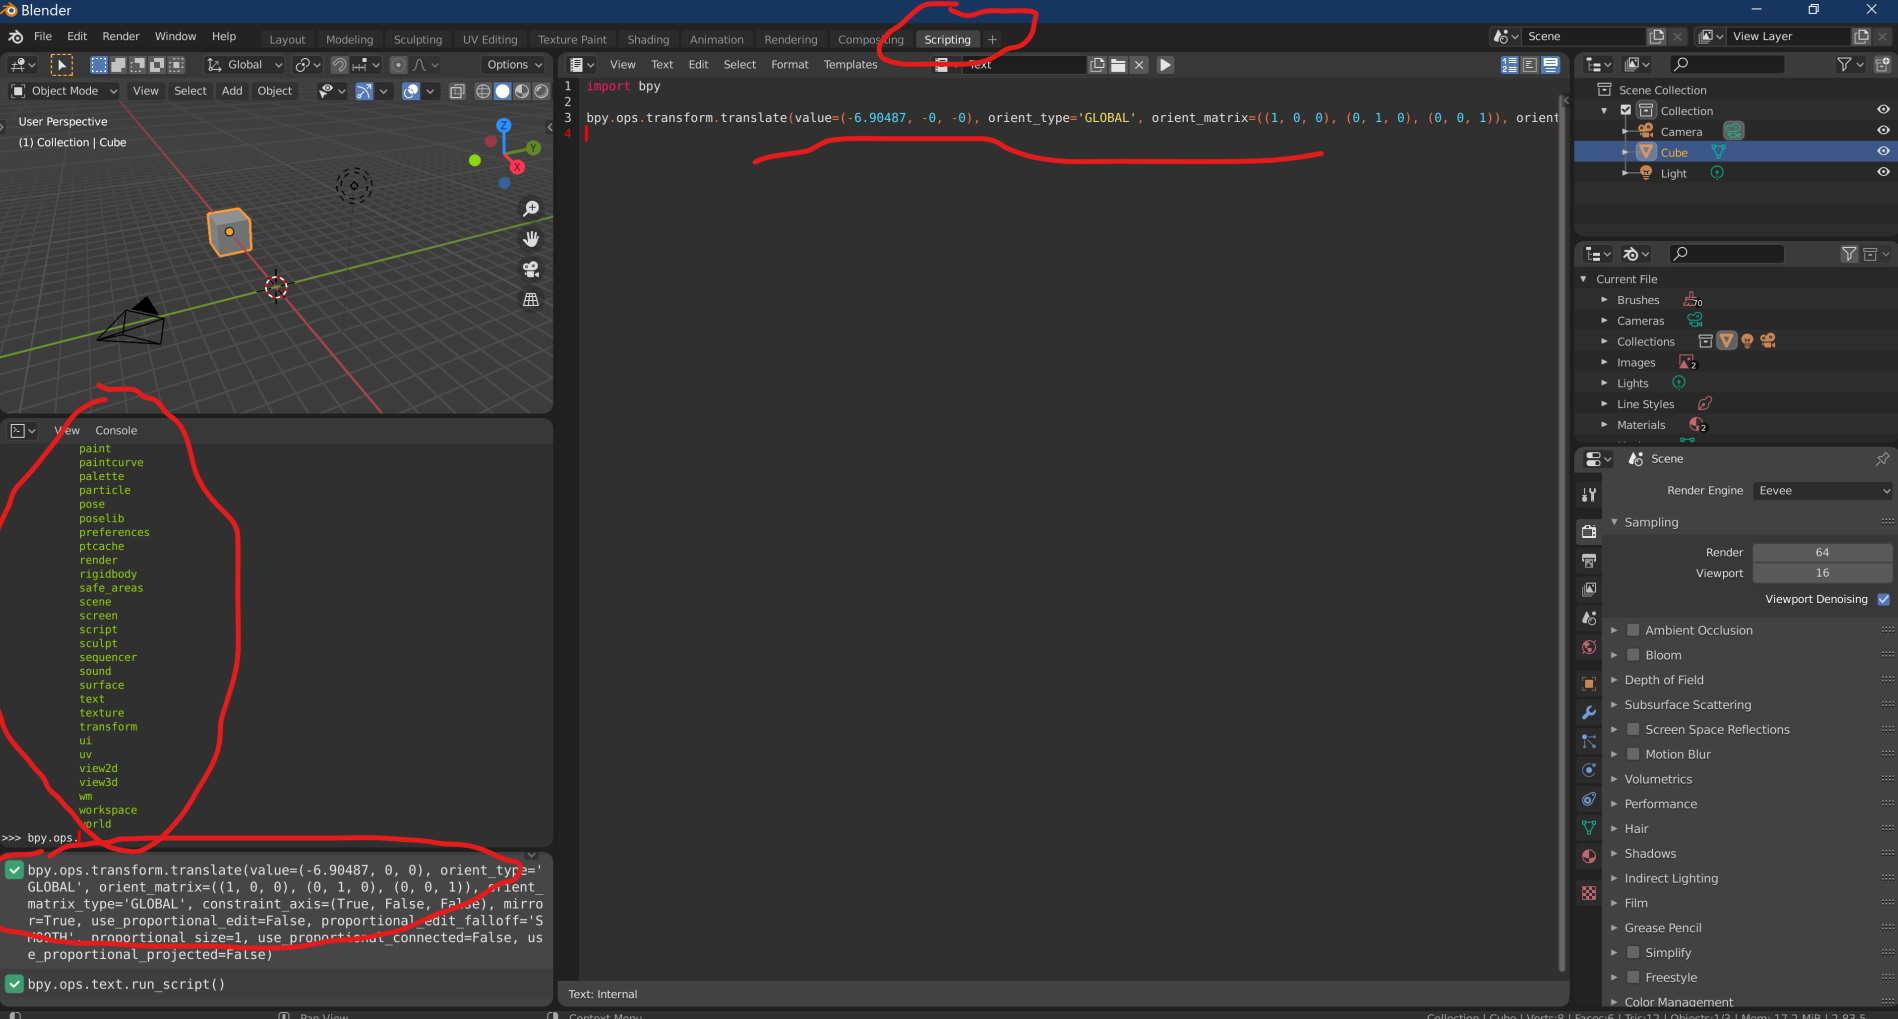 Blender
File Edit Render Window Help Layout Modeling Sculpting UV Editing Texture Paint Shading Animation Rendering Compositing Scripting + Scene View Layer
Global Options
Object Mode View Select Add Object
User Perspective
(1) Collection | Cube
Z
Y
X
View Text Edit Select Format Templates Text
1 import bpy
2
3 bpy.ops.transform.translate(value=(-6.90487, -0, -0), orient_type='GLOBAL', orient_matrix=((1, 0, 0), (0, 1, 0), (0, 0, 1)), orient
4
View Console
paint
paintcurve
palette
particle
pose
poselib
preferences
ptcache
render
rigidbody
safe_areas
scene
screen
script
sculpt
sequencer
sound
surface
text
texture
transform
ui
uv
view2d
view3d
wm
workspace
world
>>> bpy.ops.
bpy.ops.transform.translate(value=(-6.90487, 0, 0), orient_type='
GLOBAL', orient_matrix=((1, 0, 0), (0, 1, 0), (0, 0, 1)), orient_
matrix_type='GLOBAL', constraint_axis=(True, False, False), mirro
r=True, use_proportional_edit=False, proportional_edit_falloff='S
MOOTH', proportional_size=1, use_proportional_connected=False, us
e_proportional_projected=False)
bpy.ops.text.run_script()
Text: Internal
Scene Collection
Collection
Camera
Cube
Light
Current File
Brushes 70
Cameras
Collections
Images 2
Lights
Line Styles
Materials 2
Scene
Render Engine Eevee
Sampling
Render 64
Viewport 16
Viewport Denoising
Ambient Occlusion
Bloom
Depth of Field
Subsurface Scattering
Screen Space Reflections
Motion Blur
Volumetrics
Performance
Hair
Shadows
Indirect Lighting
Film
Grease Pencil
Simplify
Freestyle
Color Management
Pan View Context Menu Collection | Cube | Verts:8 | Faces:6 | Tris:12 | Objects:1/3 | Mem: 17.2 MiB | 2.83.5